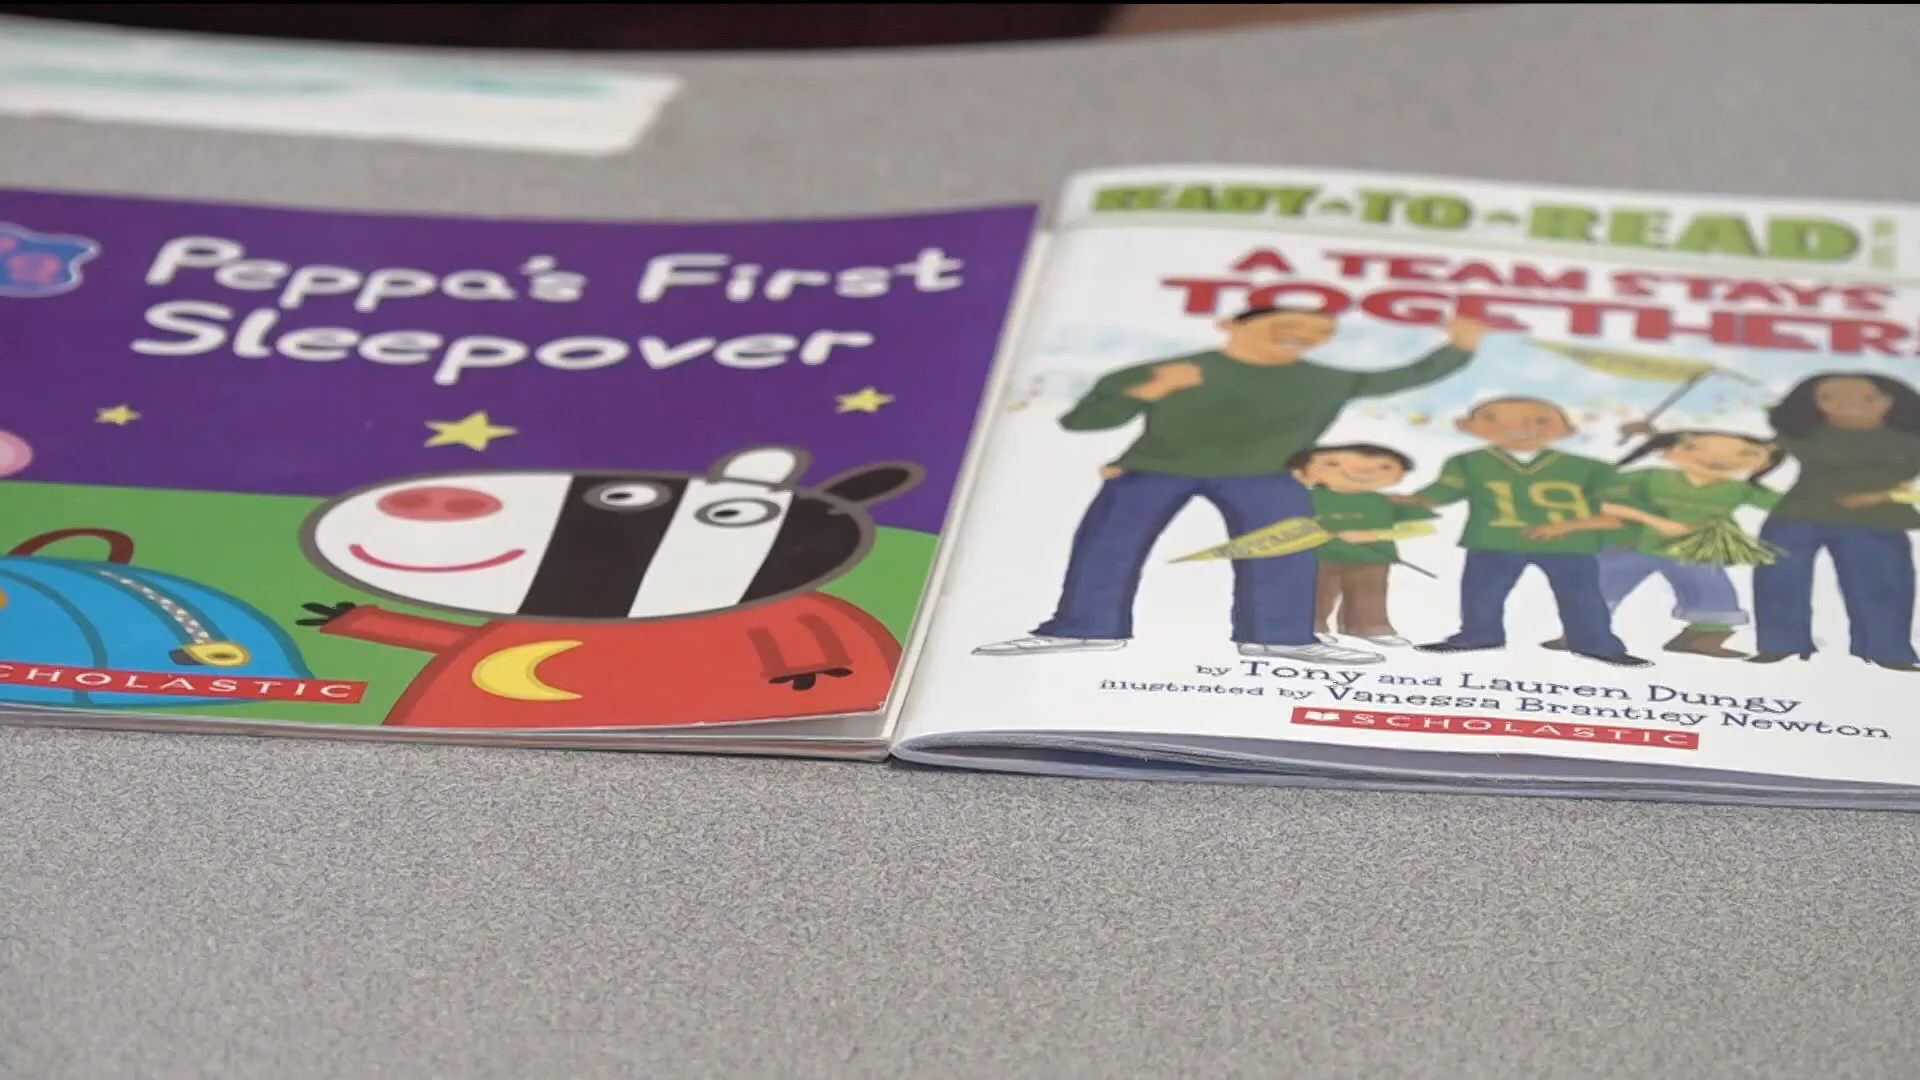 Peppa's First
Sleepover
SCHOLASTIC
READY-TO-READ
A TEAM STAYS
TOGETHER!
19
by Tony and Lauren Dungy
illustrated by Vanessa Brantley Newton
SCHOLASTIC